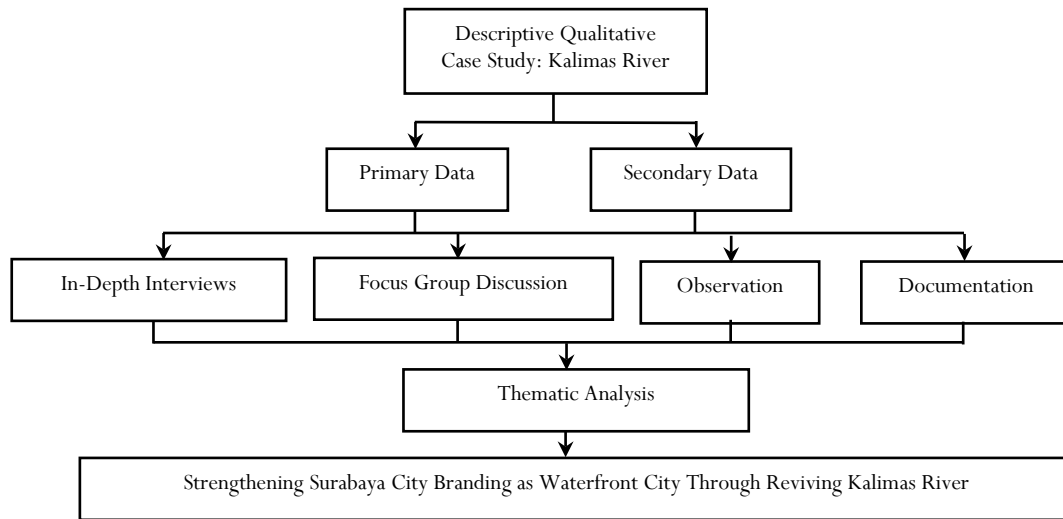 Descriptive Qualitative
Case Study: Kalimas River
Primary Data
Secondary Data
In-Depth Interviews
Focus Group Discussion
Observation
Documentation
Thematic Analysis
Strengthening Surabaya City Branding as Waterfront City Through Reviving Kalimas River